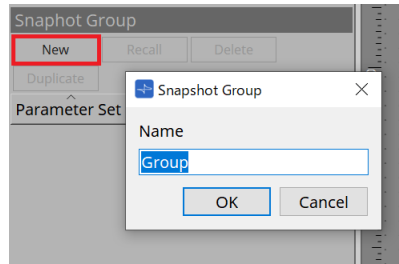 Snaphot Group
New Recall Delete
Duplicate
Parameter Set
Snapshot Group
Name
Group
OK Cancel